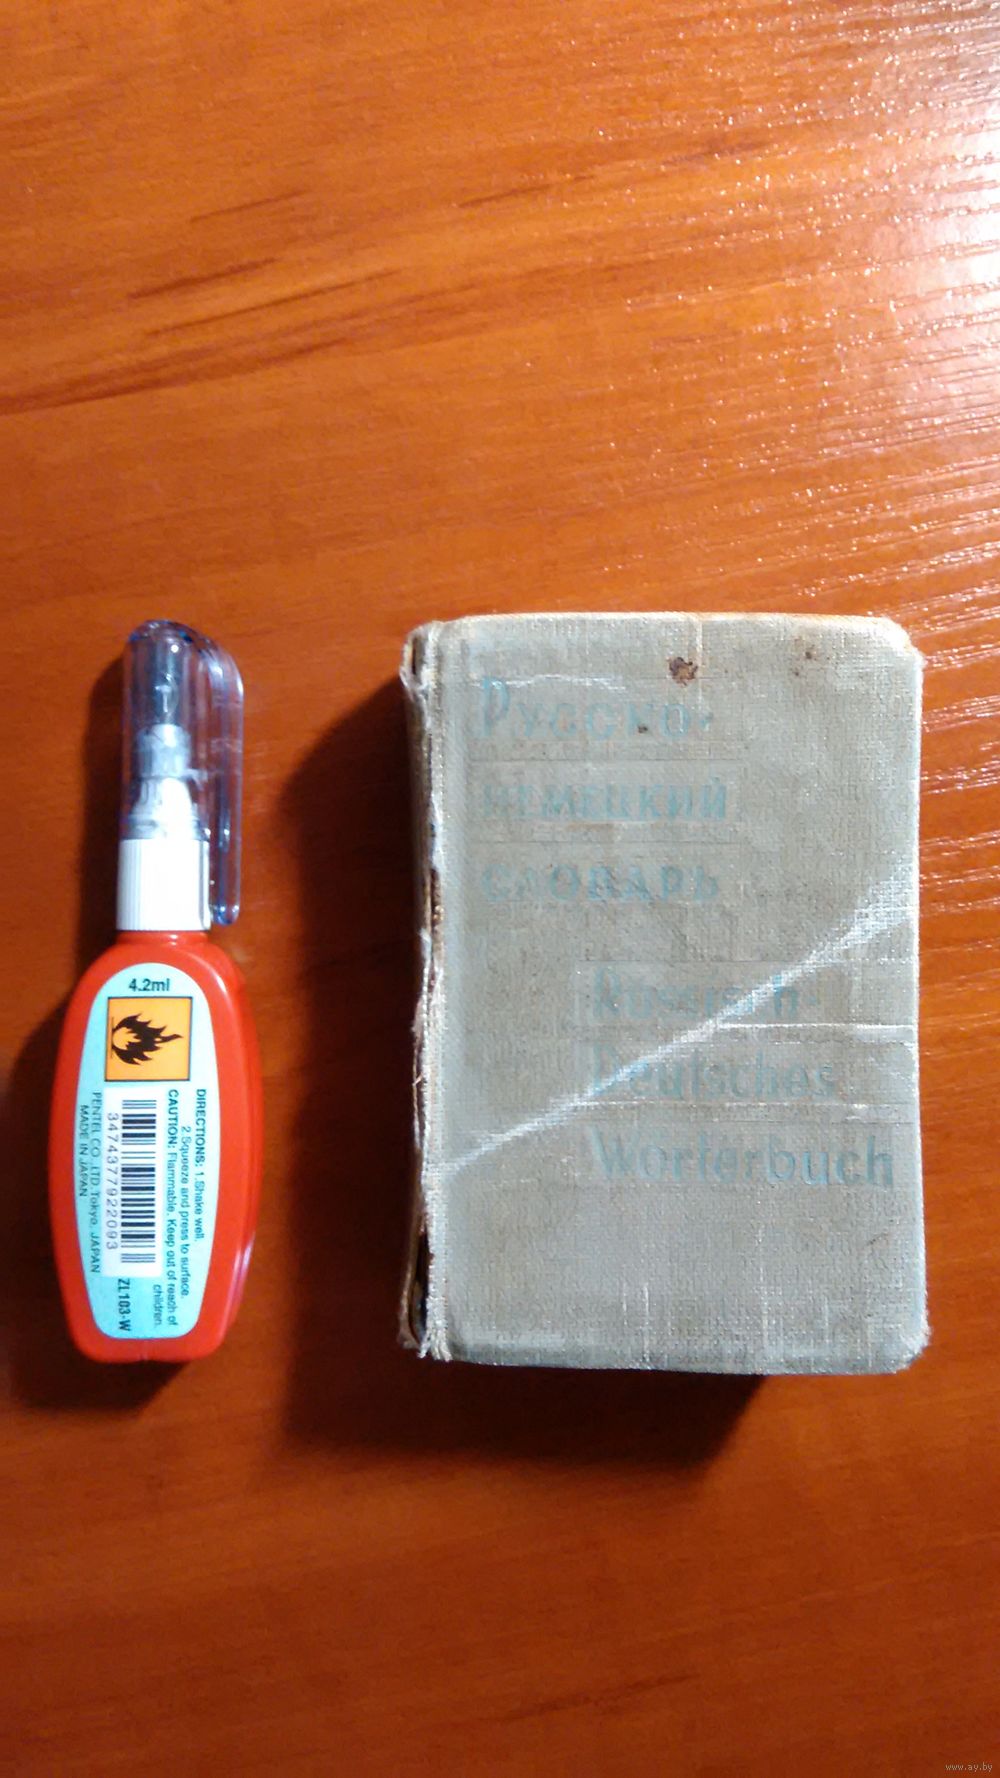 4.2ml
DIRECTIONS: 1.Shake well.
2.Squeeze and press to surface.
CAUTION: Flammable. Keep out of reach of
children.
3474377922093
PENTEL CO.,LTD. Tokyo, JAPAN
MADE IN JAPAN
ZL103-W
Русско-
немецкий
словарь
Russisch-
Deutsches
Wörterbuch
www.ay.by